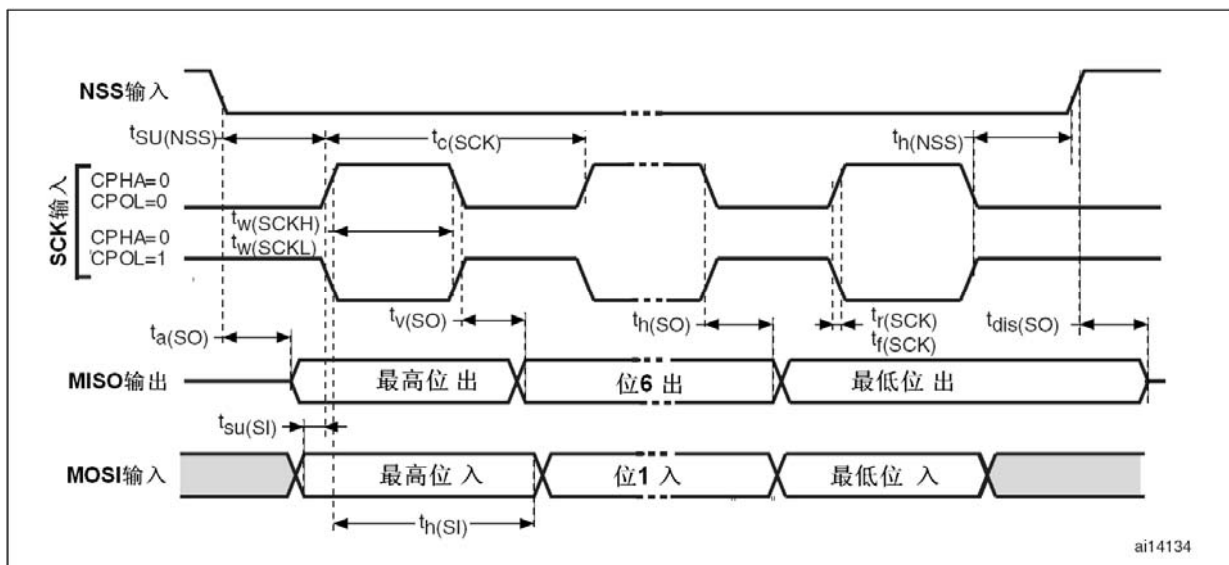 NSS输入
tSU(NSS)
tc(SCK)
th(NSS)
SCK输入
CPHA=0
CPOL=0
CPHA=0
CPOL=1
tw(SCKH)
tw(SCKL)
ta(SO)
tv(SO)
th(SO)
tr(SCK)
tf(SCK)
tdis(SO)
MISO输出
最高位 出
位6 出
最低位 出
tsu(SI)
MOSI输入
最高位 入
位1 入
最低位 入
th(SI)
ai14134